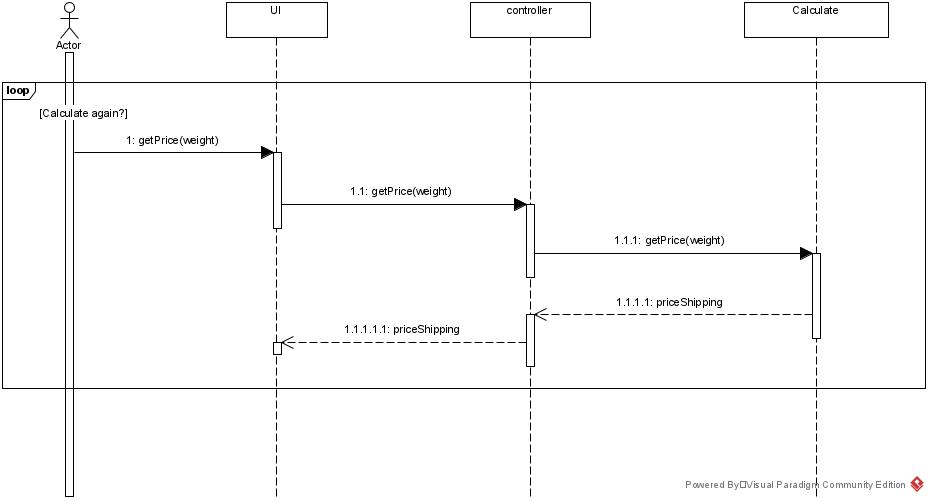 UI
controller
Calculate
Actor
loop
[Calculate again?]
1: getPrice(weight)
1.1: getPrice(weight)
1.1.1: getPrice(weight)
1.1.1.1: priceShipping
1.1.1.1.1: priceShipping
Powered By Visual Paradigm Community Edition